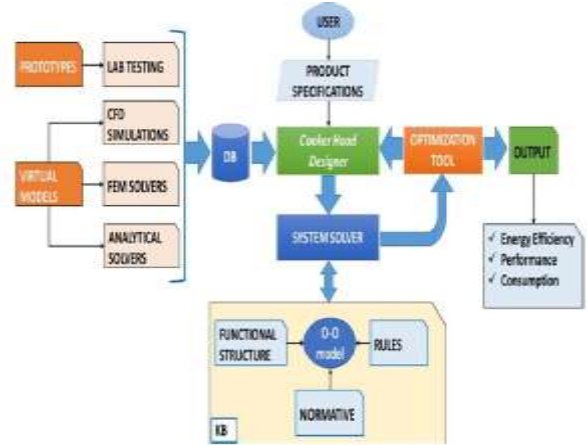 USER
PROTOTYPES
LAB TESTING
PRODUCT
SPECIFICATIONS
CFD
SIMULATIONS
DB
Cooker Hood
Designer
OPTIMIZATION
TOOL
OUTPUT
VIRTUAL
MODELS
FEM SOLVERS
ANALYTICAL
SOLVERS
SYSTEM SOLVER
✓ Energy Efficiency
✓ Performance
✓ Consumption
FUNCTIONAL
STRUCTURE
O-O
model
RULES
NORMATIVE
KB